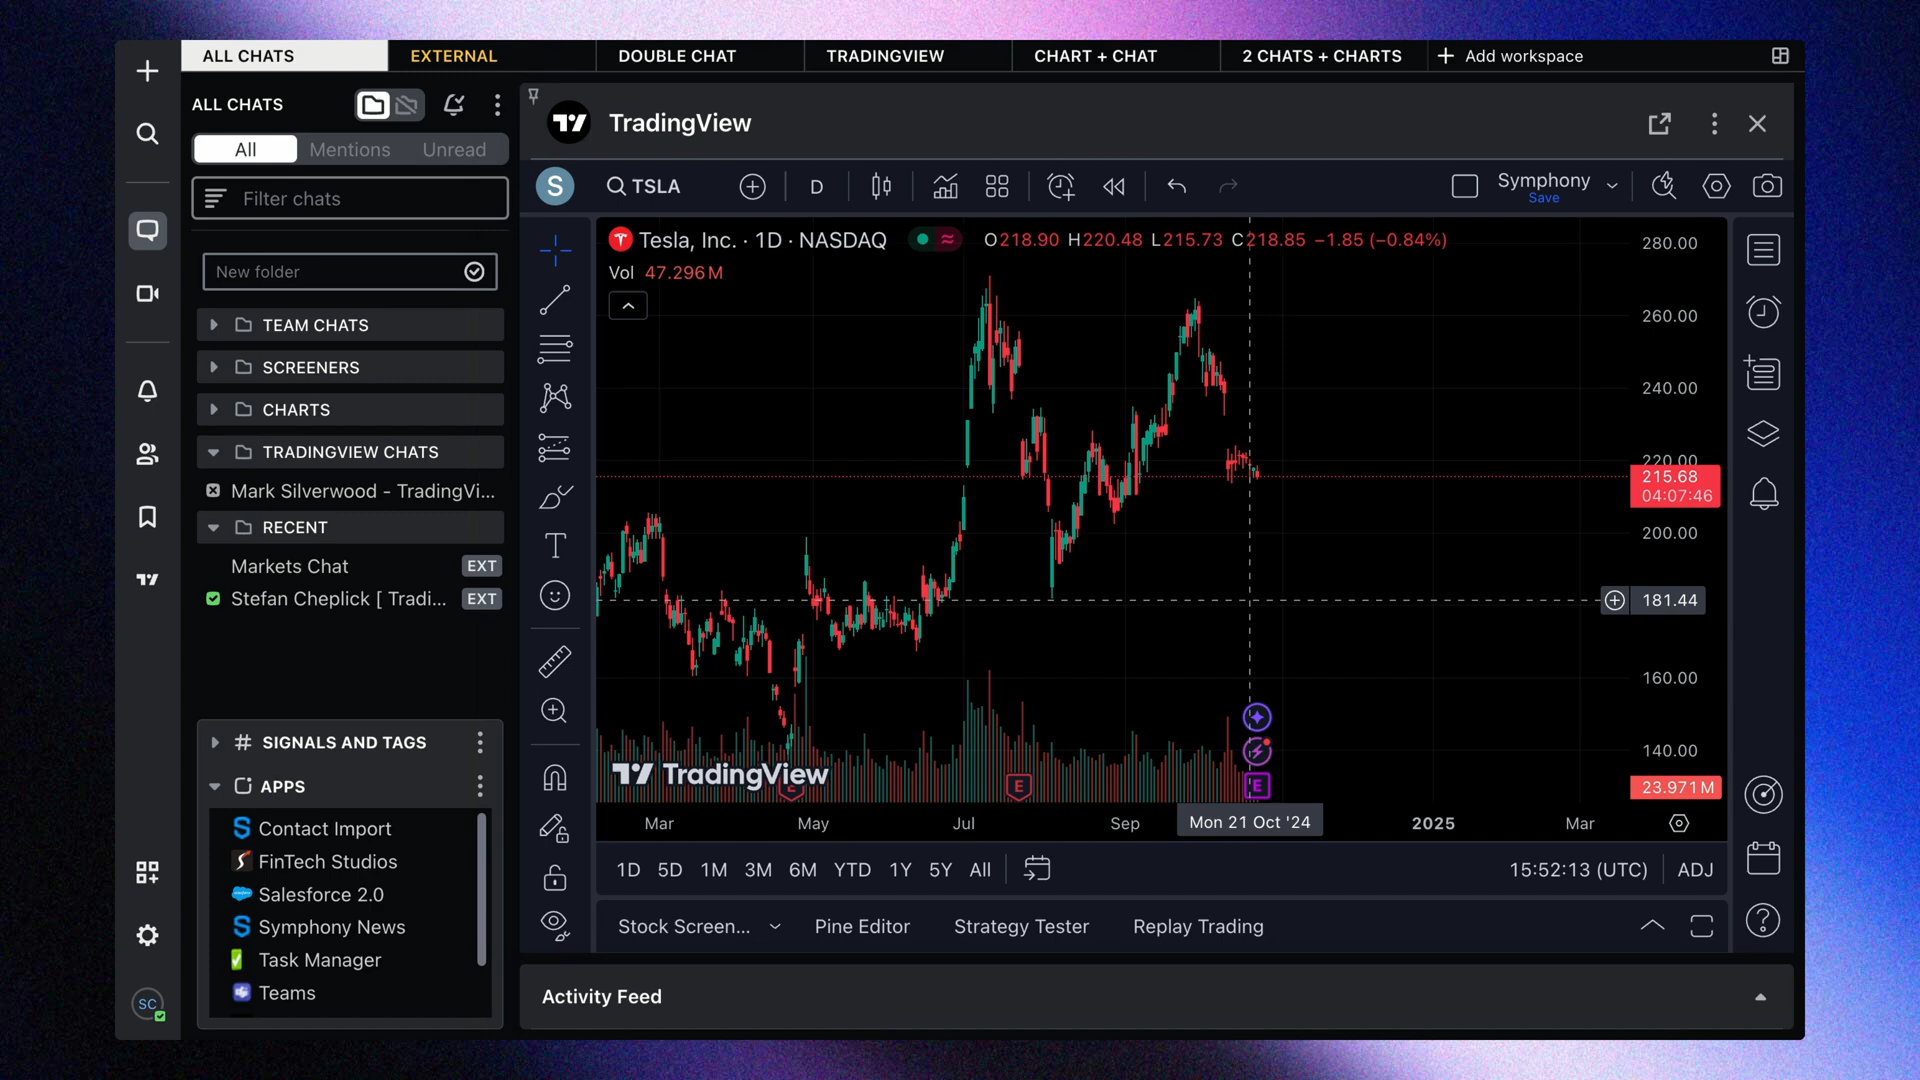 ALL CHATS
EXTERNAL
DOUBLE CHAT
TRADINGVIEW
CHART + CHAT
2 CHATS + CHARTS
Add workspace
ALL CHATS
All
Mentions
Unread
Filter chats
New folder
TEAM CHATS
SCREENERS
CHARTS
TRADINGVIEW CHATS
Mark Silverwood - TradingVi...
RECENT
Markets Chat
EXT
Stefan Cheplick [ Tradi...
EXT
# SIGNALS AND TAGS
APPS
Contact Import
FinTech Studios
Salesforce 2.0
Symphony News
Task Manager
Teams
SC
TradingView
S
TSLA
D
Symphony
Save
Tesla, Inc. · 1D · NASDAQ
O218.90 H220.48 L215.73 C218.85 −1.85 (−0.84%)
Vol 47.296M
280.00
260.00
240.00
220.00
215.68
04:07:46
200.00
181.44
160.00
140.00
23.971M
TradingView
E
E
E
Mar
May
Jul
Sep
Mon 21 Oct '24
2025
Mar
1D 5D 1M 3M 6M YTD 1Y 5Y All
15:52:13 (UTC)
ADJ
Stock Screen...
Pine Editor
Strategy Tester
Replay Trading
Activity Feed